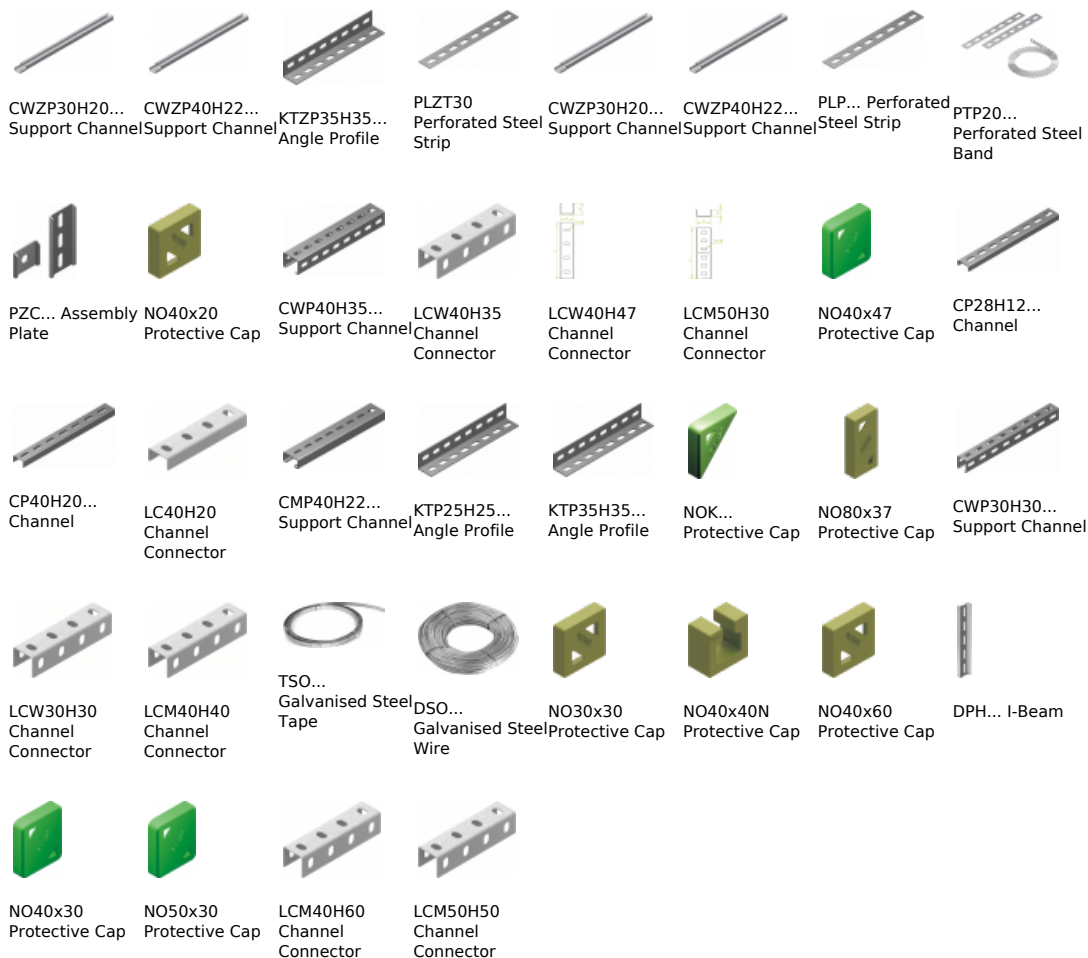 CWZP30H20...
Support Channel
CWZP40H22...
Support Channel
KTZP35H35...
Angle Profile
PLZT30
Perforated Steel
Strip
CWZP30H20...
Support Channel
CWZP40H22...
Support Channel
PLP... Perforated
Steel Strip
PTP20...
Perforated Steel
Band
PZC... Assembly
Plate
NO40x20
Protective Cap
CWP40H35...
Support Channel
LCW40H35
Channel
Connector
LCW40H47
Channel
Connector
LCM50H30
Channel
Connector
NO40x47
Protective Cap
CP28H12...
Channel
CP40H20...
Channel
LC40H20
Channel
Connector
CMP40H22...
Support Channel
KTP25H25...
Angle Profile
KTP35H35...
Angle Profile
NOK...
Protective Cap
NO80x37
Protective Cap
CWP30H30...
Support Channel
LCW30H30
Channel
Connector
LCM40H40
Channel
Connector
TSO...
Galvanised Steel
Tape
DSO...
Galvanised Steel
Wire
NO30x30
Protective Cap
NO40x40N
Protective Cap
NO40x60
Protective Cap
DPH... I-Beam
NO40x30
Protective Cap
NO50x30
Protective Cap
LCM40H60
Channel
Connector
LCM50H50
Channel
Connector